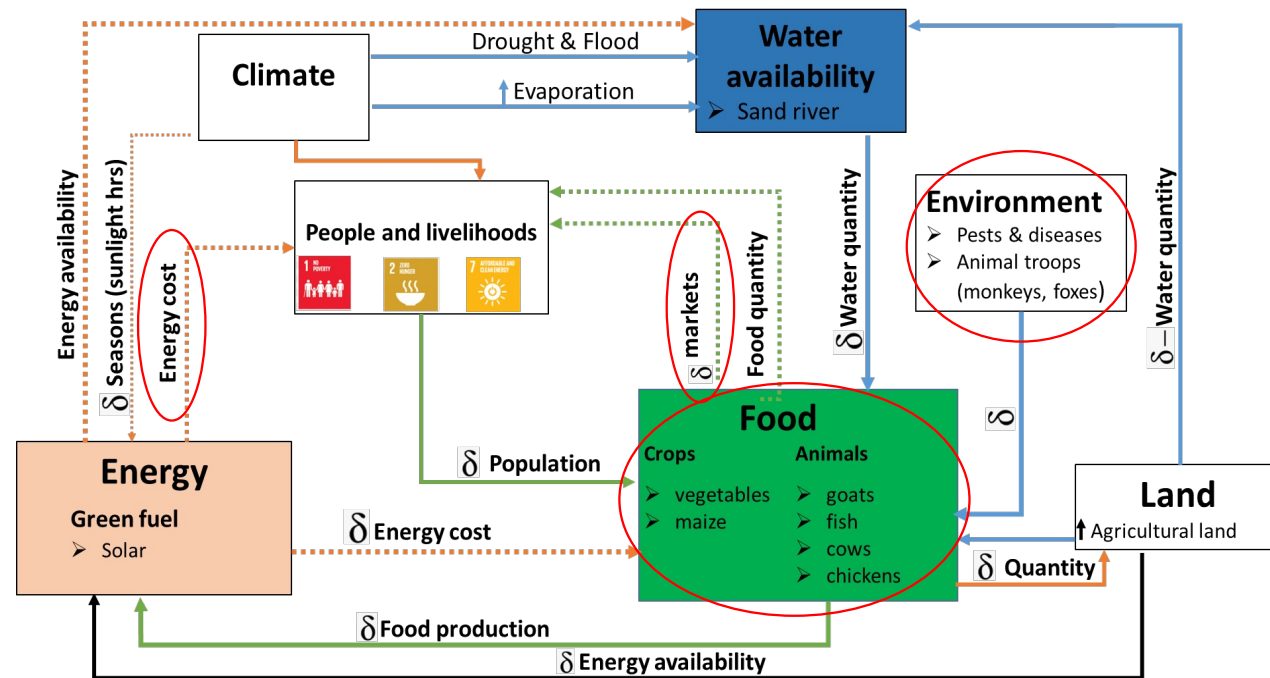 Climate
Drought & Flood
Evaporation
Water
availability
➢ Sand river
Energy availability
δ Seasons (sunlight hrs)
Energy cost
People and livelihoods
1 NO
POVERTY
2 ZERO
HUNGER
7 AFFORDABLE AND
CLEAN ENERGY
δ markets
Food quantity
δ Water quantity
Environment
➢ Pests & diseases
➢ Animal troops
(monkeys, foxes)
δ– Water quantity
δ
Food
Crops
➢ vegetables
➢ maize
Animals
➢ goats
➢ fish
➢ cows
➢ chickens
δ Population
Energy
Green fuel
➢ Solar
δ Energy cost
Land
Agricultural land
δ Quantity
δ Food production
δ Energy availability